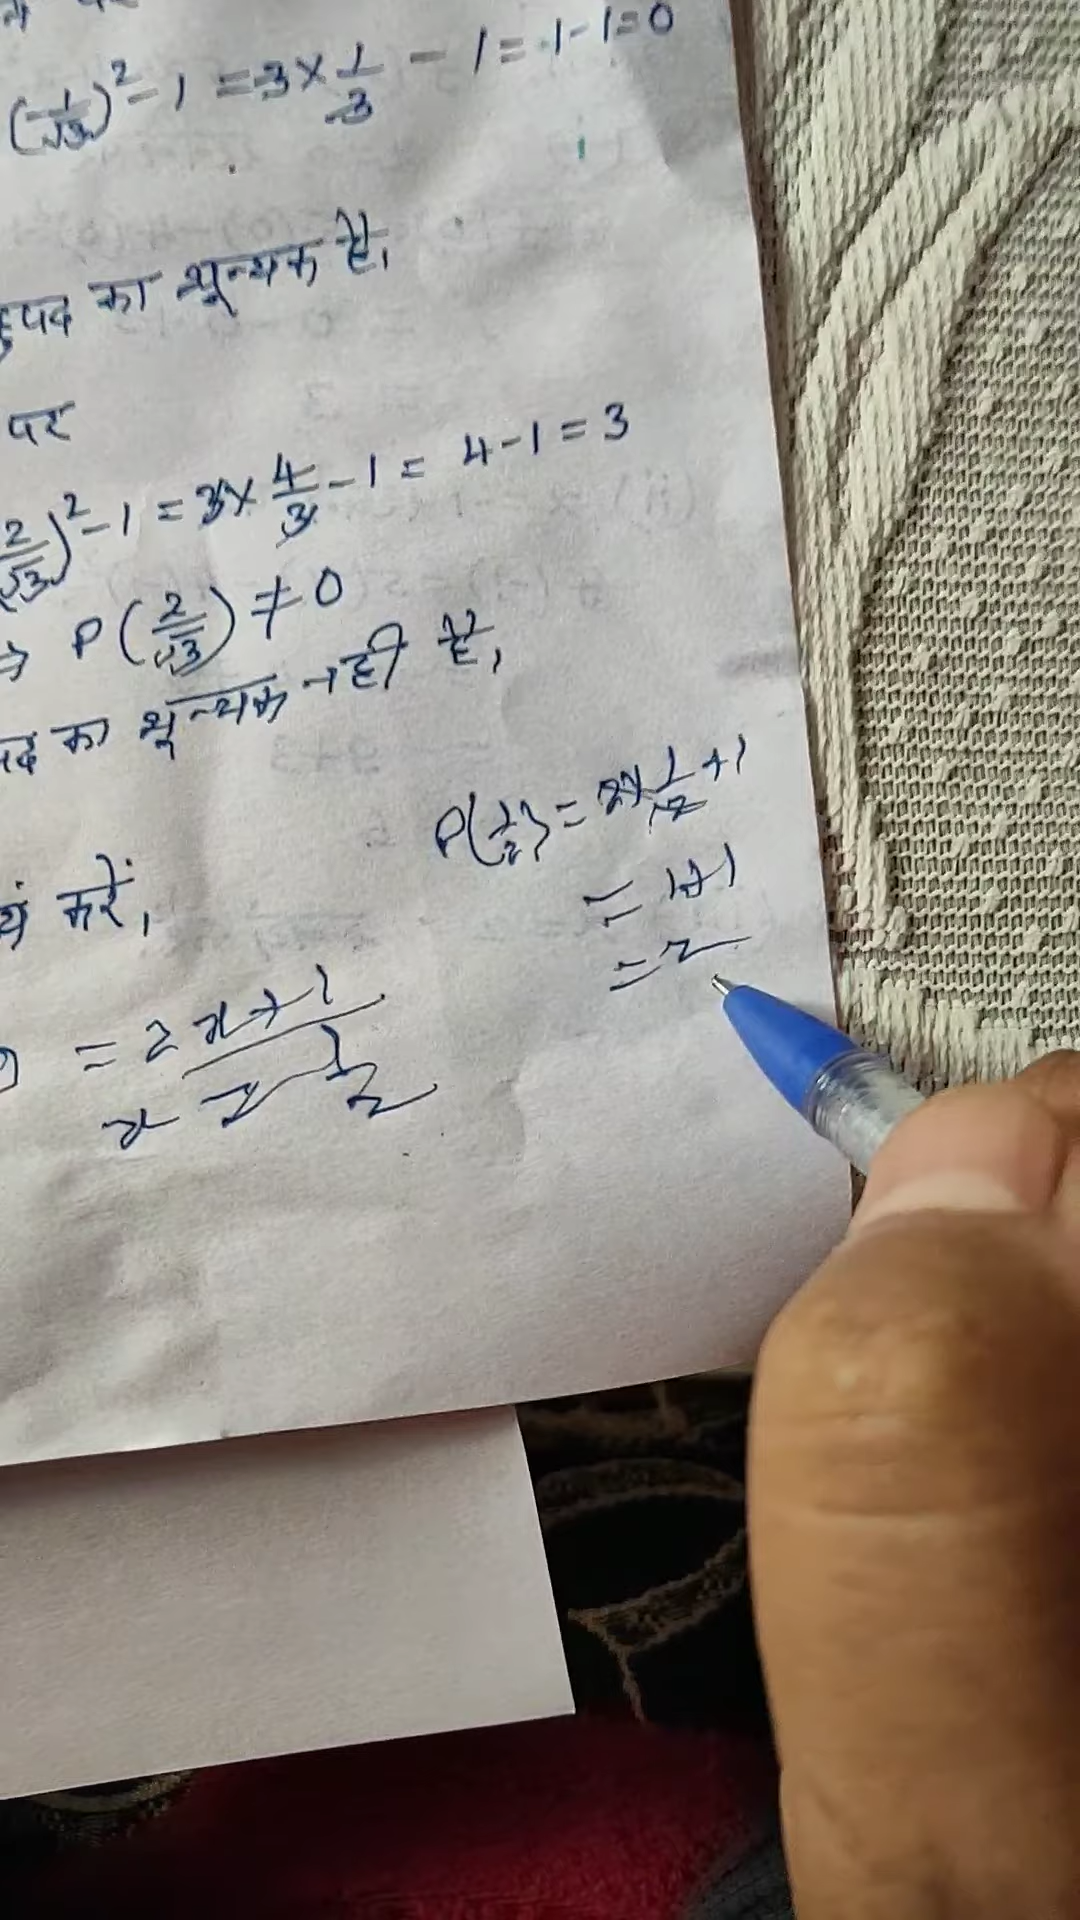 (1/√3)² - 1 = 3 × 1/3 - 1 = 1 - 1 = 0
का शून्यक है,
पर
2/√3)² - 1 = 3 × 4/3 - 1 = 4 - 1 = 3
⇒ P(2/√3) ≠ 0
का शून्यक नहीं है,
करें,
P(1/2) = 2 × 1/2 + 1
= 1 + 1
= 2
= 2x + 1
x = 1/2